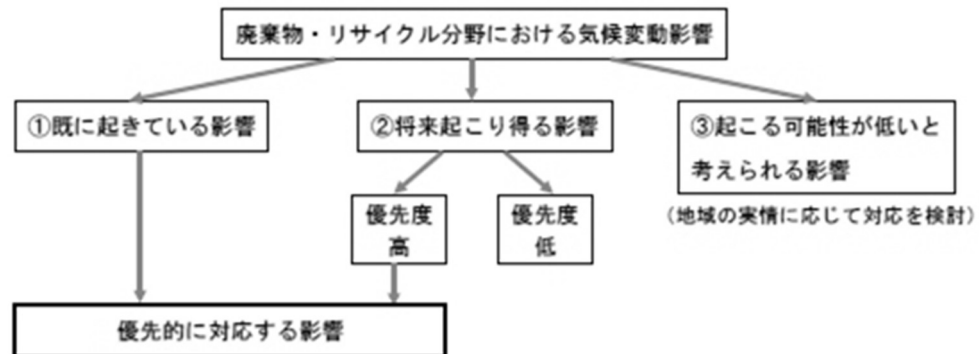 廃棄物・リサイクル分野における気候変動影響
①既に起きている影響
②将来起こり得る影響
③起こる可能性が低いと
考えられる影響
(地域の実情に応じて対応を検討)
優先度
高
優先度
低
優先的に対応する影響